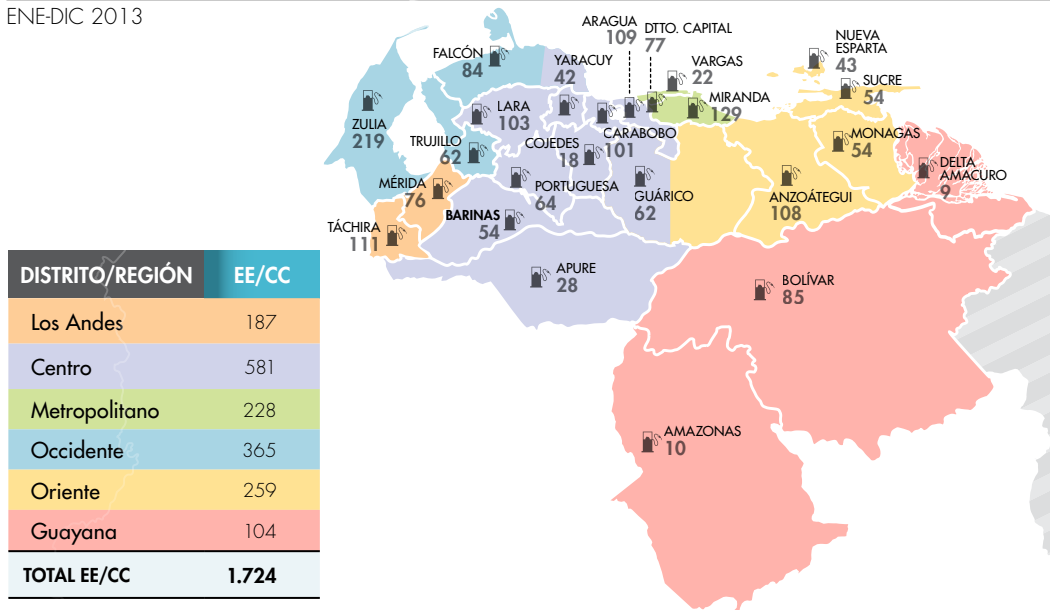 ENE-DIC 2013
ARAGUA
109
DTTO. CAPITAL
77
NUEVA
ESPARTA
43
FALCÓN
84
YARACUY
42
VARGAS
22
SUCRE
54
ZULIA
219
LARA
103
MIRANDA
129
TRUJILLO
62
COJEDES
18
CARABOBO
101
MONAGAS
54
DELTA
AMACURO
9
MÉRIDA
76
PORTUGUESA
64
GUÁRICO
62
ANZOÁTEGUI
108
TÁCHIRA
111
BARINAS
54
APURE
28
BOLÍVAR
85
AMAZONAS
10
DISTRITO/REGIÓN EE/CC
Los Andes 187
Centro 581
Metropolitano 228
Occidente 365
Oriente 259
Guayana 104
TOTAL EE/CC 1.724